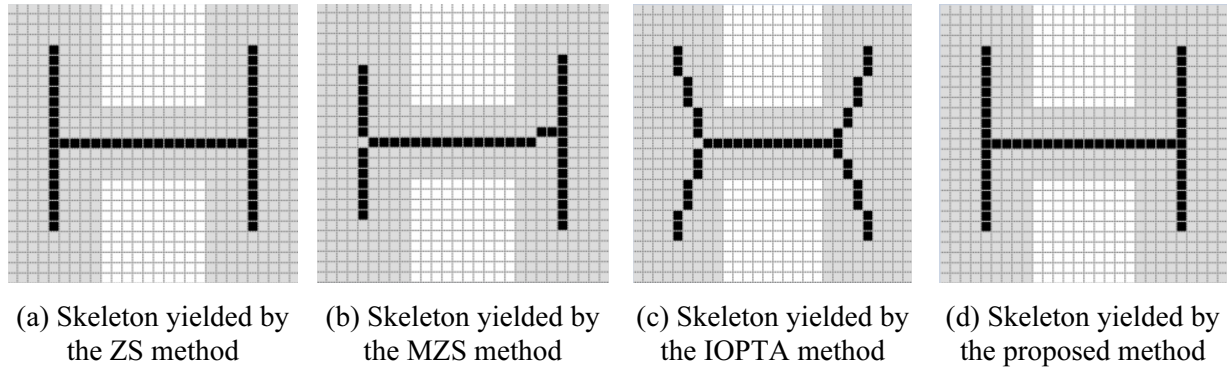 (a) Skeleton yielded by
the ZS method
(b) Skeleton yielded by
the MZS method
(c) Skeleton yielded by
the IOPTA method
(d) Skeleton yielded by
the proposed method